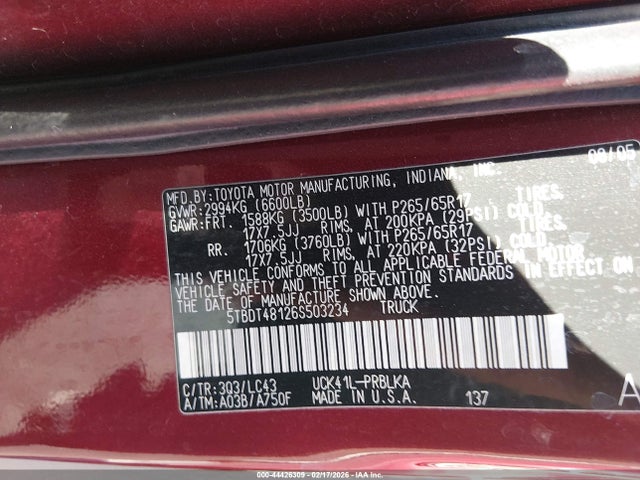 08/05
MFD.BY:TOYOTA MOTOR MANUFACTURING, INDIANA, INC.
GVWR:2994KG (6600LB)
GAWR:FRT. 1588KG (3500LB) WITH P265/65R17 TIRES,
17X7.5JJ RIMS, AT 200KPA (29PSI) COLD.
RR. 1706KG (3760LB) WITH P265/65R17 TIRES,
17X7.5JJ RIMS, AT 220KPA (32PSI) COLD.
THIS VEHICLE CONFORMS TO ALL APPLICABLE FEDERAL MOTOR
VEHICLE SAFETY AND THEFT PREVENTION STANDARDS IN EFFECT ON
THE DATE OF MANUFACTURE SHOWN ABOVE.
5TBDT48126S503234 TRUCK
C/TR:3Q3/LC43 UCK41L-PRBLKA
A/TM:A03B/A750F MADE IN U.S.A. 137
A
000-44426309 - 02/17/2026 - IAA Inc.